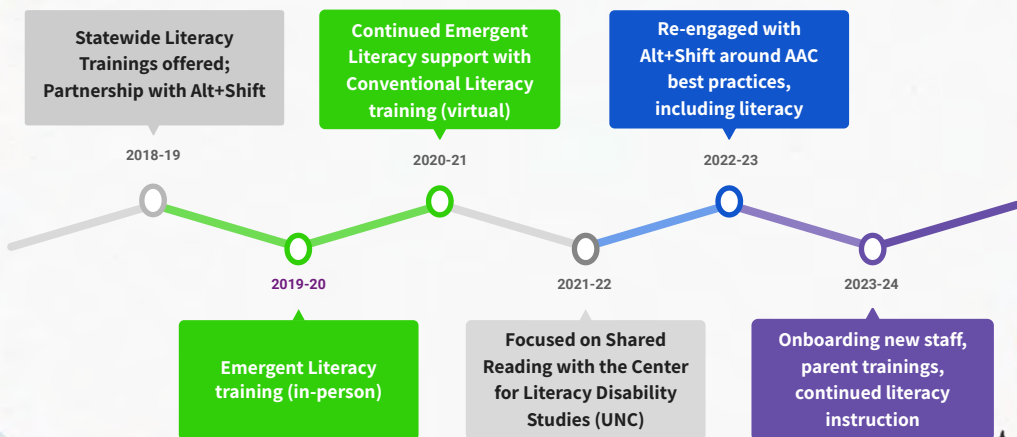 Statewide Literacy
Trainings offered;
Partnership with Alt+Shift
2018-19
2019-20
Emergent Literacy
training (in-person)
Continued Emergent
Literacy support with
Conventional Literacy
training (virtual)
2020-21
2021-22
Focused on Shared
Reading with the Center
for Literacy Disability
Studies (UNC)
Re-engaged with
Alt+Shift around AAC
best practices,
including literacy
2022-23
2023-24
Onboarding new staff,
parent trainings,
continued literacy
instruction